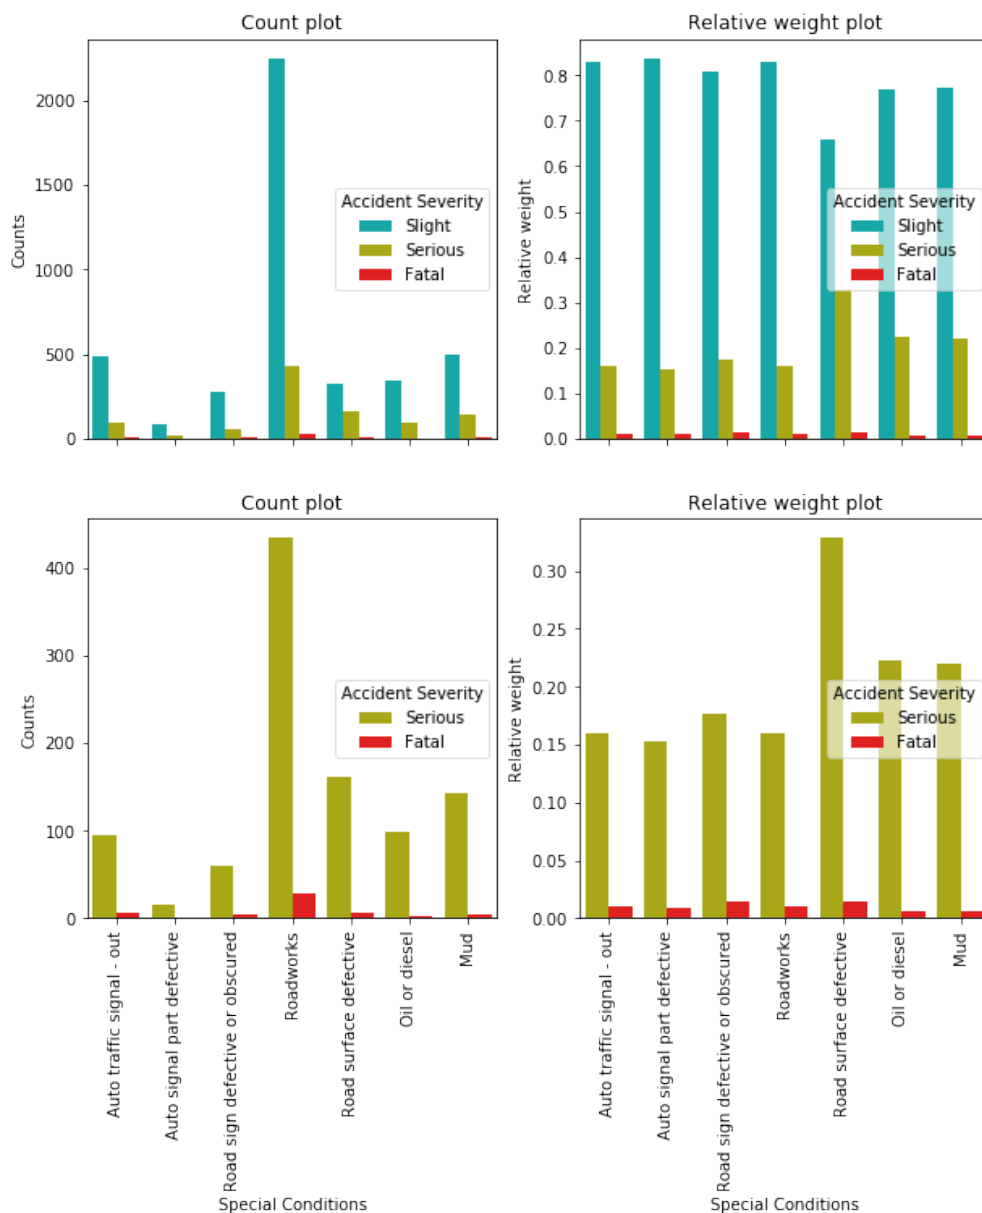 Count plot
Relative weight plot
2000
1500
1000
500
0
Counts
Accident Severity
Slight
Serious
Fatal
0.8
0.7
0.6
0.5
0.4
0.3
0.2
0.1
0.0
Relative weight
Accident Severity
Slight
Serious
Fatal
Count plot
Relative weight plot
400
300
200
100
0
Counts
Accident Severity
Serious
Fatal
0.30
0.25
0.20
0.15
0.10
0.05
0.00
Relative weight
Accident Severity
Serious
Fatal
Auto traffic signal - out
Auto signal part defective
Road sign defective or obscured
Roadworks
Road surface defective
Oil or diesel
Mud
Special Conditions
Auto traffic signal - out
Auto signal part defective
Road sign defective or obscured
Roadworks
Road surface defective
Oil or diesel
Mud
Special Conditions